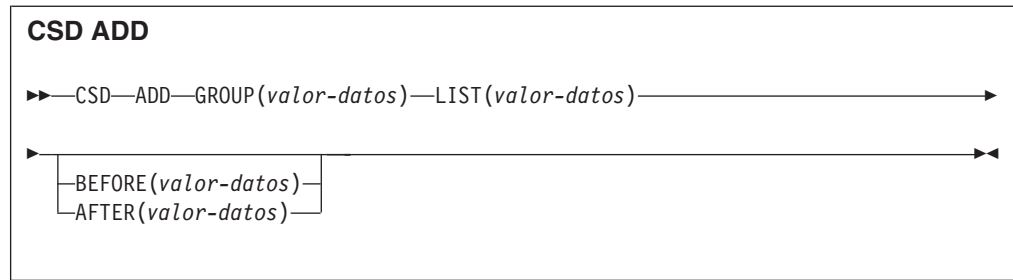 CSD ADD
CSD ADD GROUP(valor-datos) LIST(valor-datos)
BEFORE(valor-datos)
AFTER(valor-datos)